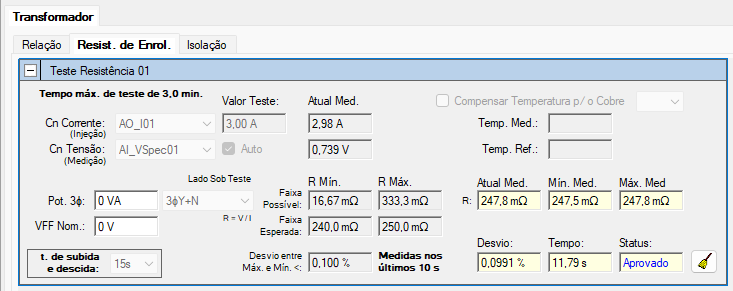 Transformador
Relação Resist. de Enrol. Isolação
Teste Resistência 01
Tempo máx. de teste de 3,0 min. Valor Teste: Atual Med. Compensar Temperatura p/ o Cobre
Cn Corrente: AO_I01 3,00 A 2,98 A Temp. Med.:
(Injeção)
Cn Tensão: AI_VSpec01 Auto 0,739 V Temp. Ref.:
(Medição)
Lado Sob Teste R Mín. R Máx. Atual Med. Mín. Med Máx. Med
Pot. 3ϕ: 0 VA 3ϕY+N Faixa Possível: 16,67 mΩ 333,3 mΩ R: 247,8 mΩ 247,5 mΩ 247,8 mΩ
VFF Nom.: 0 V R = V / I Faixa Esperada: 240,0 mΩ 250,0 mΩ
Desvio: Tempo: Status:
t. de subida e descida: 15s Desvio entre Máx. e Mín. <: 0,100 % Medidas nos últimos 10 s 0,0991 % 11,79 s Aprovado